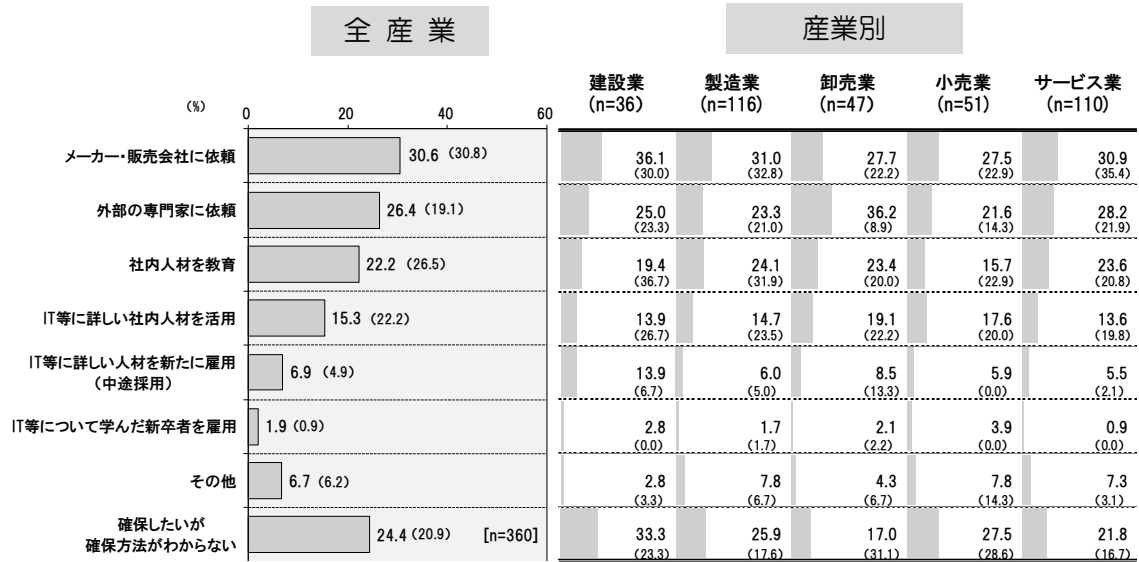 全 産 業
産業別
(%)
0 20 40 60
建設業 製造業 卸売業 小売業 サービス業
(n=36) (n=116) (n=47) (n=51) (n=110)
メーカー・販売会社に依頼 30.6 (30.8) 36.1 31.0 27.7 27.5 30.9
(30.0) (32.8) (22.2) (22.9) (35.4)
外部の専門家に依頼 26.4 (19.1) 25.0 23.3 36.2 21.6 28.2
(23.3) (21.0) (8.9) (14.3) (21.9)
社内人材を教育 22.2 (26.5) 19.4 24.1 23.4 15.7 23.6
(36.7) (31.9) (20.0) (22.9) (20.8)
IT等に詳しい社内人材を活用 15.3 (22.2) 13.9 14.7 19.1 17.6 13.6
(26.7) (23.5) (22.2) (20.0) (19.8)
IT等に詳しい人材を新たに雇用
(中途採用) 6.9 (4.9) 13.9 6.0 8.5 5.9 5.5
(6.7) (5.0) (13.3) (0.0) (2.1)
IT等について学んだ新卒者を雇用 1.9 (0.9) 2.8 1.7 2.1 3.9 0.9
(0.0) (1.7) (2.2) (0.0) (0.0)
その他 6.7 (6.2) 2.8 7.8 4.3 7.8 7.3
(3.3) (6.7) (6.7) (14.3) (3.1)
確保したいが
確保方法がわからない 24.4 (20.9) [n=360] 33.3 25.9 17.0 27.5 21.8
(23.3) (17.6) (31.1) (28.6) (16.7)